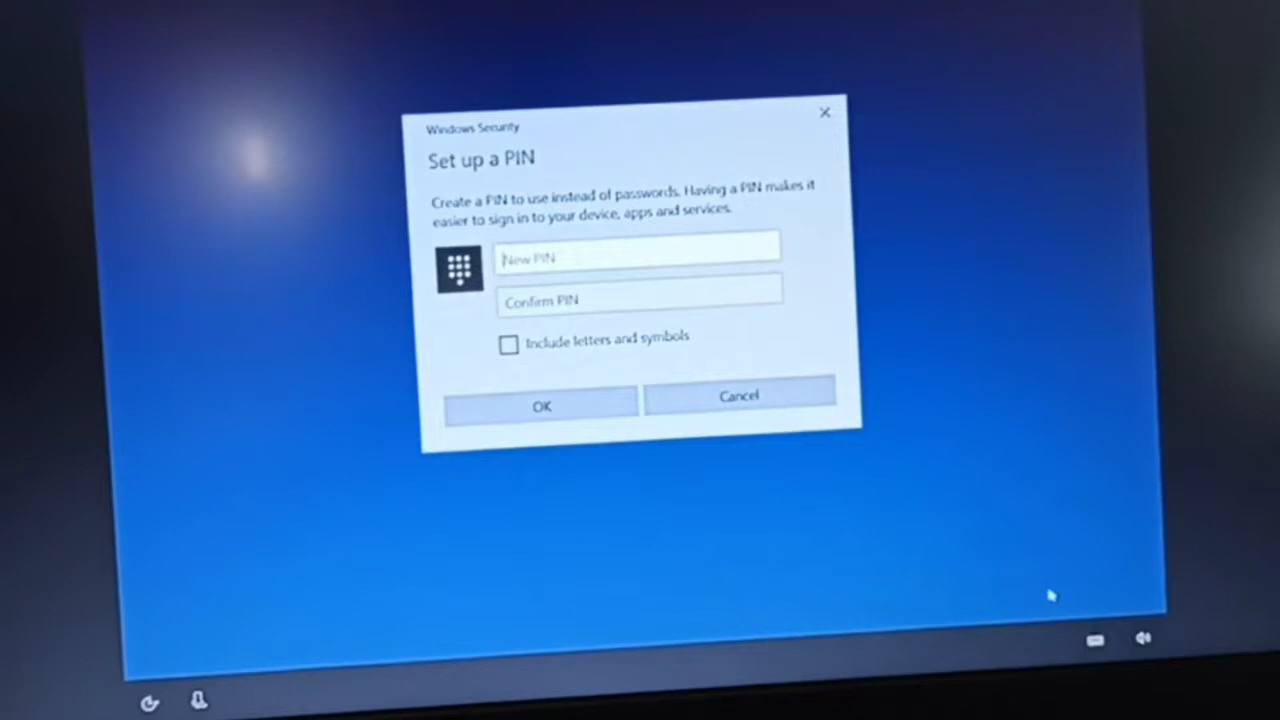 Windows Security
Set up a PIN
Create a PIN to use instead of passwords. Having a PIN makes it
easier to sign in to your device, apps and services.
New PIN
Confirm PIN
Include letters and symbols
OK
Cancel